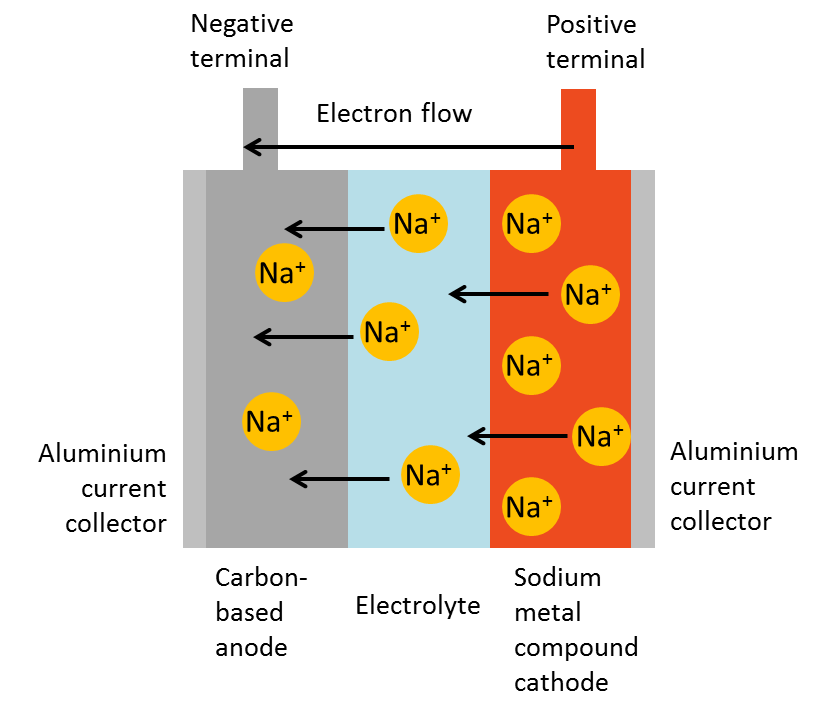 Negative
terminal
Positive
terminal
Electron flow
Na⁺
Na⁺
Na⁺
Na⁺
Na⁺
Na⁺
Na⁺
Na⁺
Na⁺
Na⁺
Aluminium
current
collector
Aluminium
current
collector
Carbon-
based
anode
Electrolyte
Sodium
metal
compound
cathode